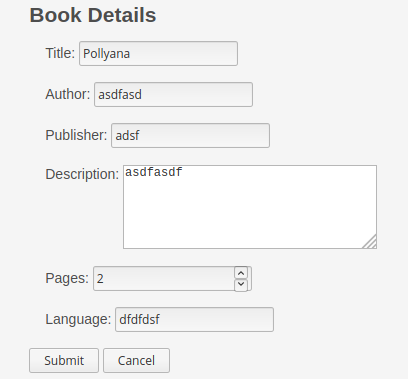 Book Details
Title: Pollyana
Author: asdfasd
Publisher: adsf
Description: asdfasdf
Pages: 2
Language: dfdfdsf
Submit Cancel